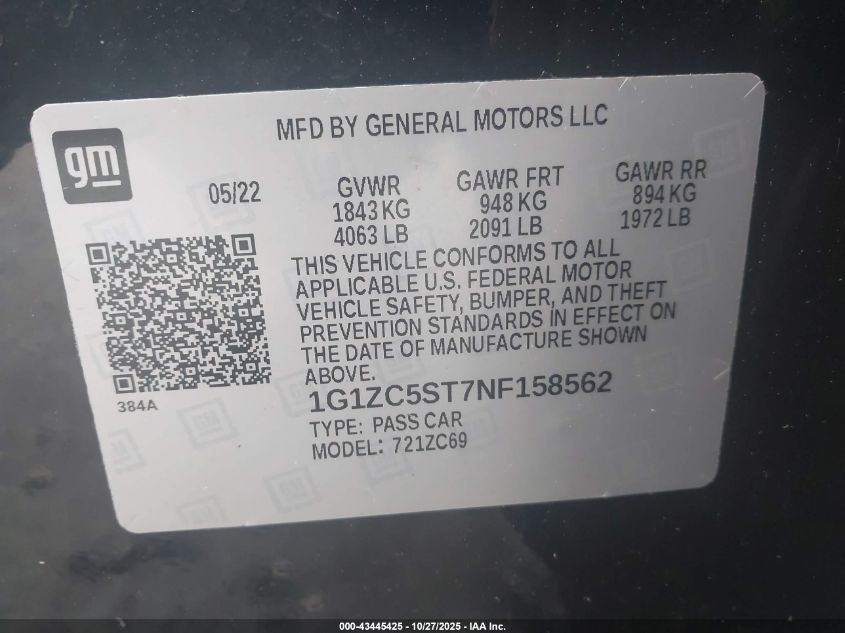 MFD BY GENERAL MOTORS LLC
gm
05/22
GVWR GAWR FRT GAWR RR
1843 KG 948 KG 894 KG
4063 LB 2091 LB 1972 LB
THIS VEHICLE CONFORMS TO ALL
APPLICABLE U.S. FEDERAL MOTOR
VEHICLE SAFETY, BUMPER, AND THEFT
PREVENTION STANDARDS IN EFFECT ON
THE DATE OF MANUFACTURE SHOWN
ABOVE.
384A
1G1ZC5ST7NF158562
TYPE: PASS CAR
MODEL: 721ZC69
000-43445425 - 10/27/2025 - IAA Inc.